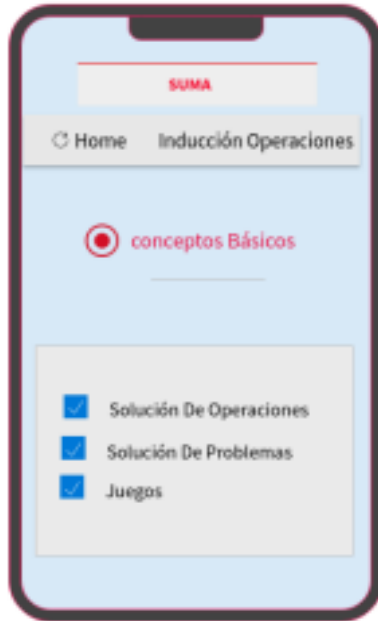 SUMA
Home Inducción Operaciones
conceptos Básicos
Solución De Operaciones
Solución De Problemas
Juegos